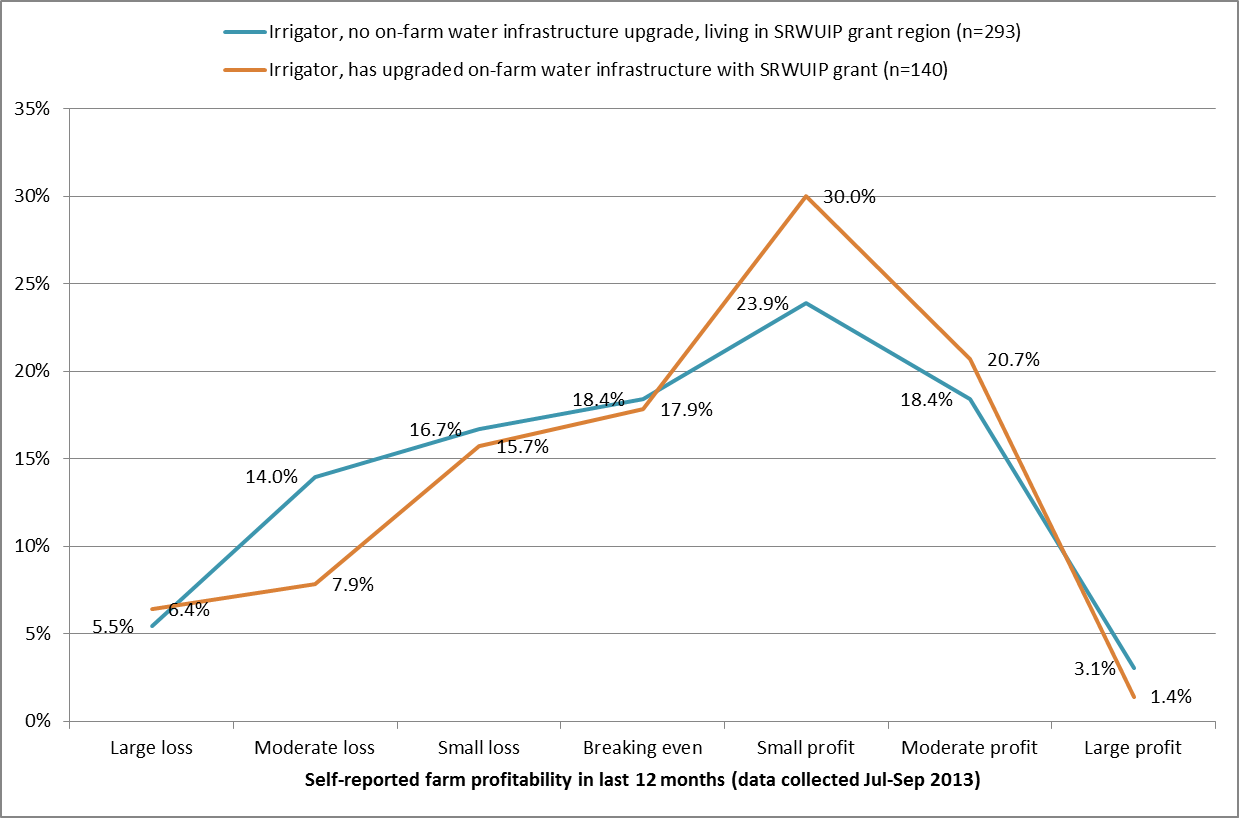 Irrigator, no on-farm water infrastructure upgrade, living in SRWUIP grant region (n=293)
Irrigator, has upgraded on-farm water infrastructure with SRWUIP grant (n=140)
35%
30%
25%
20%
15%
10%
5%
0%
5.5%
14.0%
16.7%
18.4%
23.9%
18.4%
3.1%
6.4%
7.9%
15.7%
17.9%
30.0%
20.7%
1.4%
Large loss
Moderate loss
Small loss
Breaking even
Small profit
Moderate profit
Large profit
Self-reported farm profitability in last 12 months (data collected Jul-Sep 2013)